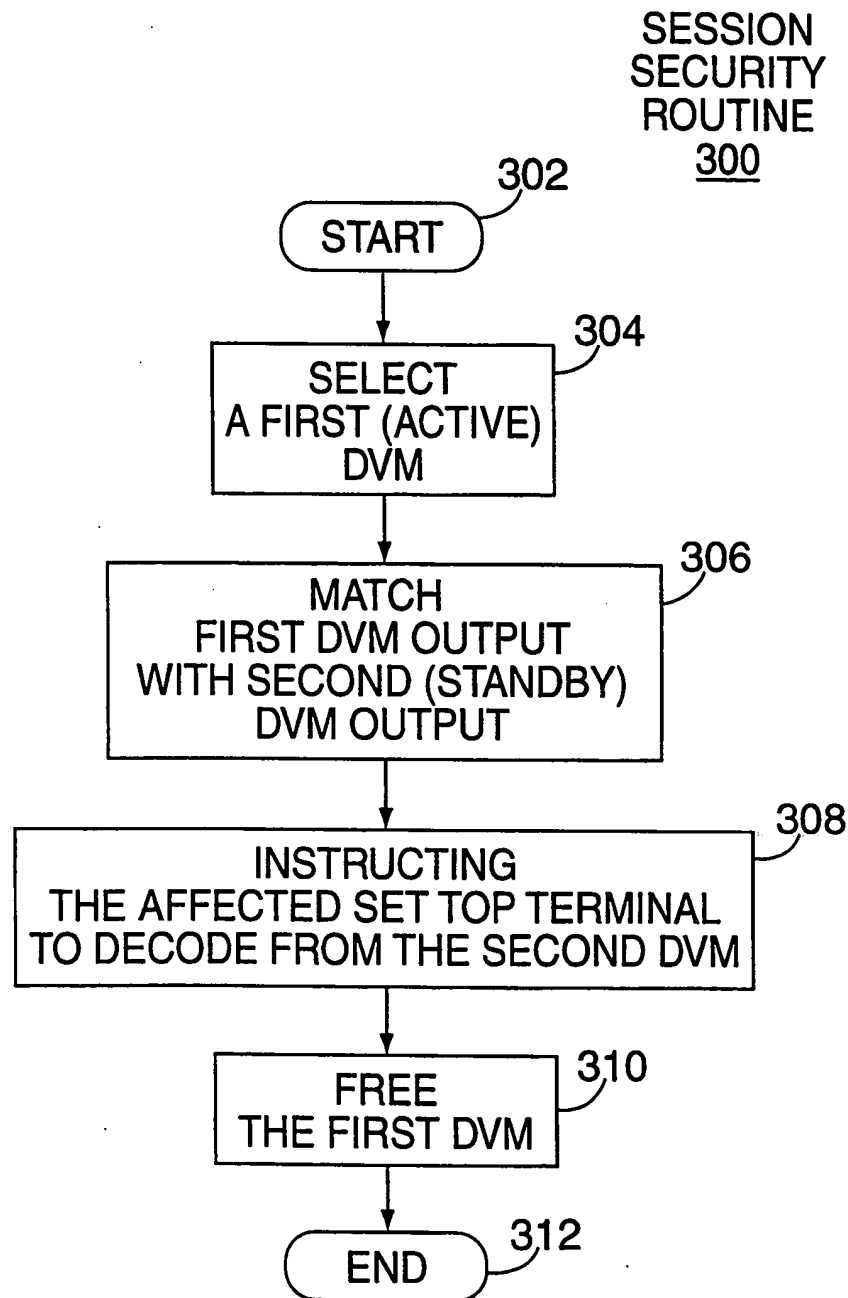 SESSION
SECURITY
ROUTINE
300
302
START
304
SELECT
A FIRST (ACTIVE)
DVM
306
MATCH
FIRST DVM OUTPUT
WITH SECOND (STANDBY)
DVM OUTPUT
308
INSTRUCTING
THE AFFECTED SET TOP TERMINAL
TO DECODE FROM THE SECOND DVM
310
FREE
THE FIRST DVM
312
END